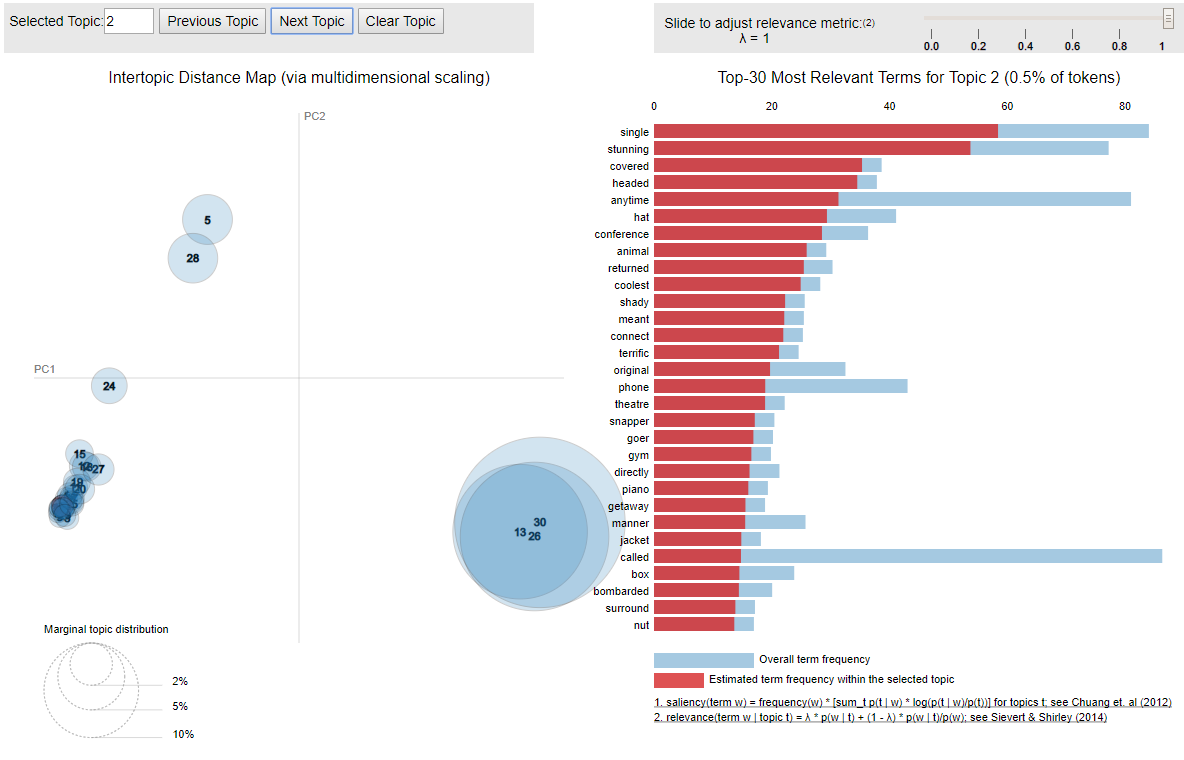 Selected Topic: 2 Previous Topic Next Topic Clear Topic
Slide to adjust relevance metric:(2)
λ = 1
0.0 0.2 0.4 0.6 0.8 1
Intertopic Distance Map (via multidimensional scaling)
PC2
PC1
5
28
24
15
27
20
30
13
26
Marginal topic distribution
2%
5%
10%
Top-30 Most Relevant Terms for Topic 2 (0.5% of tokens)
0 20 40 60 80
single
stunning
covered
headed
anytime
hat
conference
animal
returned
coolest
shady
meant
connect
terrific
original
phone
theatre
snapper
goer
gym
directly
piano
getaway
manner
jacket
called
box
bombarded
surround
nut
Overall term frequency
Estimated term frequency within the selected topic
1. saliency(term w) = frequency(w) * [sum_t p(t | w) * log(p(t | w)/p(t))] for topics t; see Chuang et. al (2012)
2. relevance(term w | topic t) = λ * p(w | t) + (1 - λ) * p(w | t)/p(w); see Sievert & Shirley (2014)